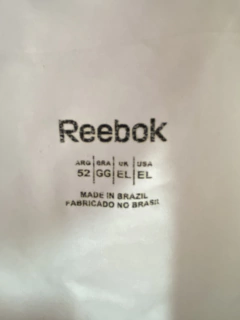 Reebok
ARG BRA UK USA
52 GG EL EL
MADE IN BRAZIL
FABRICADO NO BRASIL